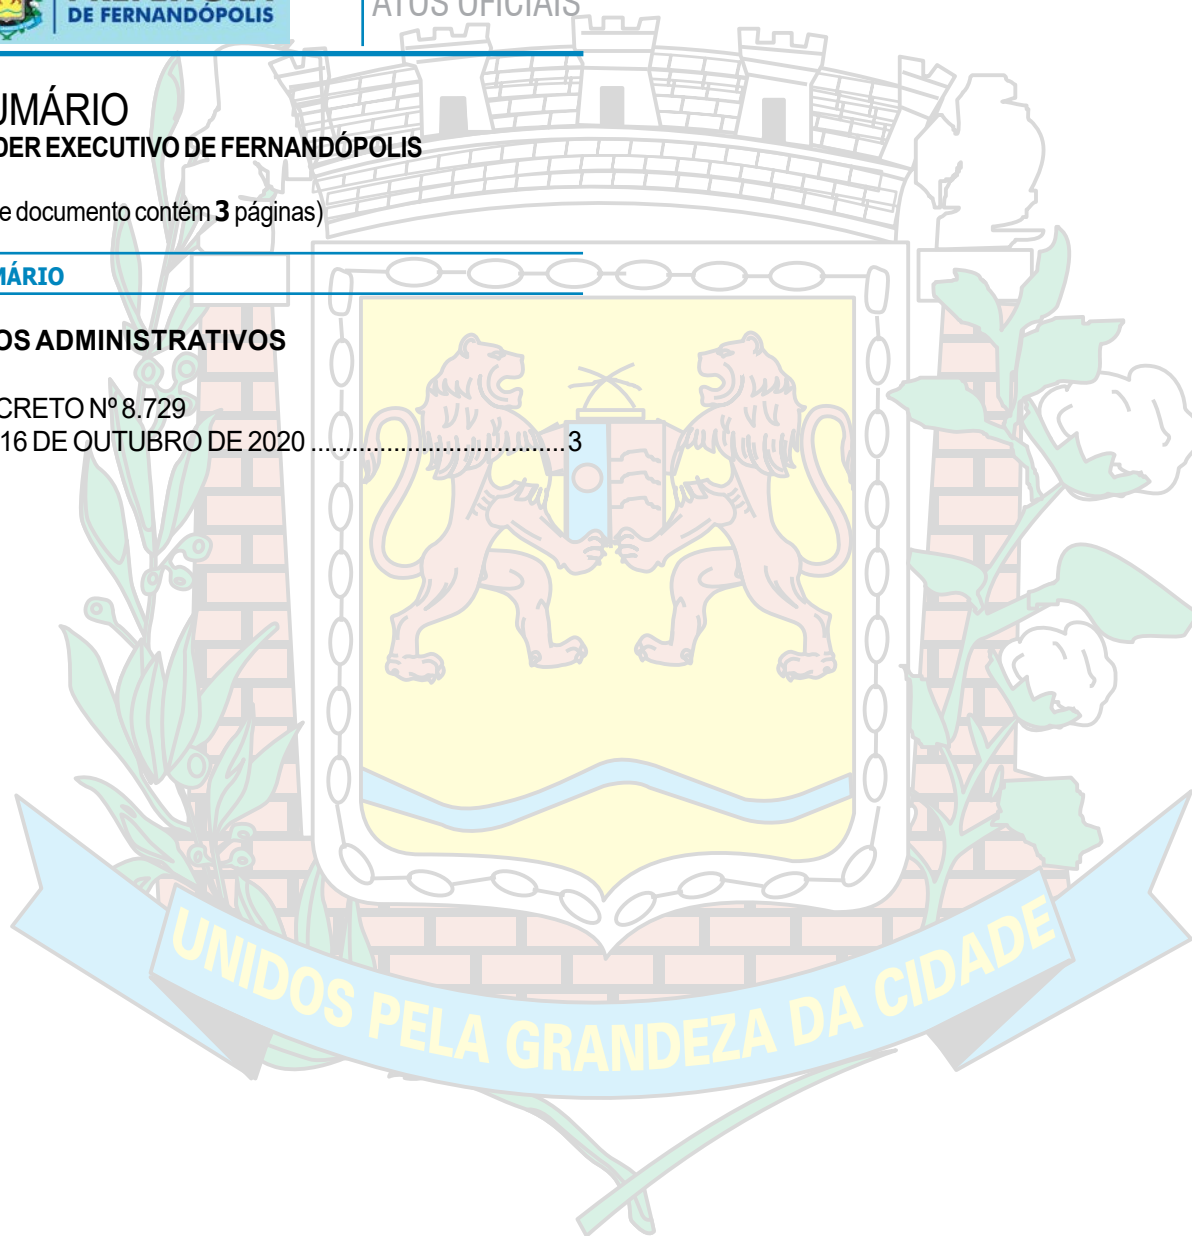 DE FERNANDÓPOLIS
ATOS OFICIAIS
UMÁRIO
DER EXECUTIVO DE FERNANDÓPOLIS
e documento contém 3 páginas)
MÁRIO
OS ADMINISTRATIVOS
CRETO Nº 8.729
16 DE OUTUBRO DE 2020 .....................................3
UNIDOS PELA GRANDEZA DA CIDADE